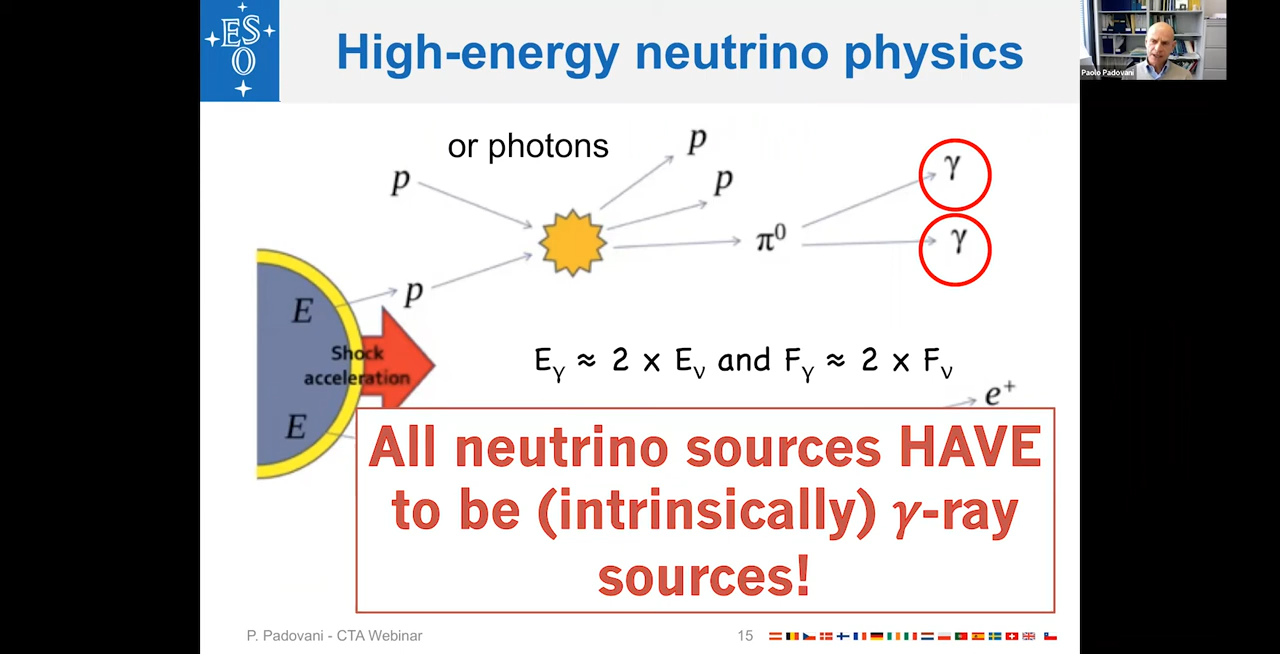 ESO
High-energy neutrino physics
Paolo Padovani
or photons
p
p
p
γ
π⁰
γ
E
p
Shock
acceleration
E
Eγ ≈ 2 x Eν and Fγ ≈ 2 x Fν
e⁺
All neutrino sources HAVE
to be (intrinsically) γ-ray
sources!
P. Padovani - CTA Webinar
15